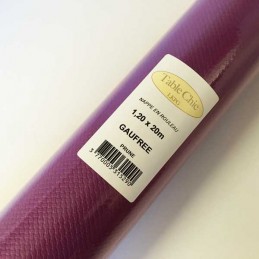 Table Chic
NAPPE EN ROULEAU
1,20 x 20m
GAUFREE
PRUNE